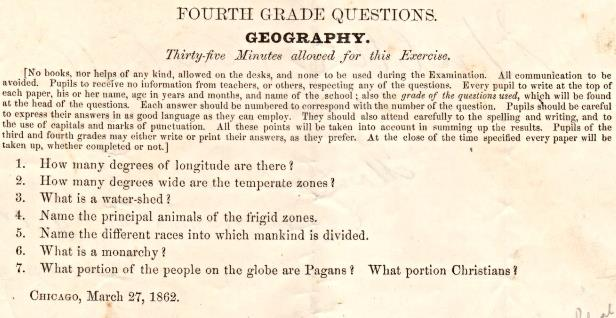 FOURTH GRADE QUESTIONS.
GEOGRAPHY.
Thirty-five Minutes allowed for this Exercise.
[No books, nor helps of any kind, allowed on the desks, and none to be used during the Examination. All communication to be
avoided. Pupils to receive no information from teachers, or others, respecting any of the questions. Every pupil to write at the top of
each paper, his or her name, age in years and months, and name of the school; also the grade of the questions used, which will be found
at the head of the questions. Each answer should be numbered to correspond with the number of the question. Pupils should be careful
to express their answers in as good language as they can employ. They should also attend carefully to the spelling and writing, and to
the use of capitals and marks of punctuation. All these points will be taken into account in summing up the results. Pupils of the
third and fourth grades may either write or print their answers, as they prefer. At the close of the time specified every paper will be
taken up, whether completed or not.]
1. How many degrees of longitude are there?
2. How many degrees wide are the temperate zones?
3. What is a water-shed?
4. Name the principal animals of the frigid zones.
5. Name the different races into which mankind is divided.
6. What is a monarchy?
7. What portion of the people on the globe are Pagans? What portion Christians?
CHICAGO, March 27, 1862.